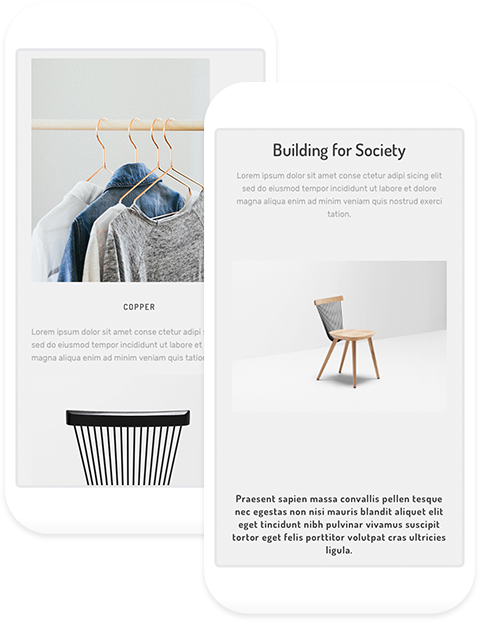 COPPER
Lorem ipsum dolor sit amet conse ctetur adipi
sed do eiusmod tempor incididunt ut labore et
magna aliqua enim ad minim veniam quis
Building for Society
Lorem ipsum dolor sit amet conse ctetur adipi sicing elit
sed do eiusmod tempor incididunt ut labore et dolore
magna aliqua enim ad minim veniam quis nostrud exerci
tation.
Praesent sapien massa convallis pellen tesque
nec egestas non nisi mauris blandit aliquet elit
eget tincidunt nibh pulvinar vivamus suscipit
tortor eget felis porttitor volutpat cras ultricies
ligula.